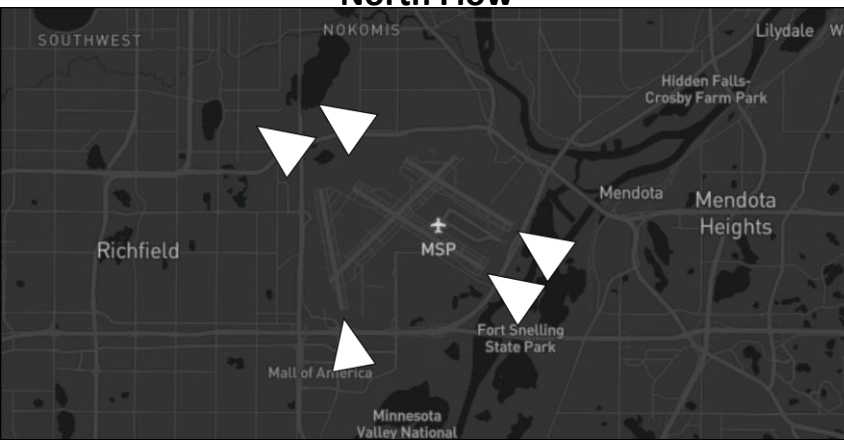 North Flow
SOUTHWEST
NOKOMIS
Lilydale
Hidden Falls-
Crosby Farm Park
Mendota
Mendota
Heights
Richfield
MSP
Fort Snelling
State Park
Mall of America
Minnesota
Valley National